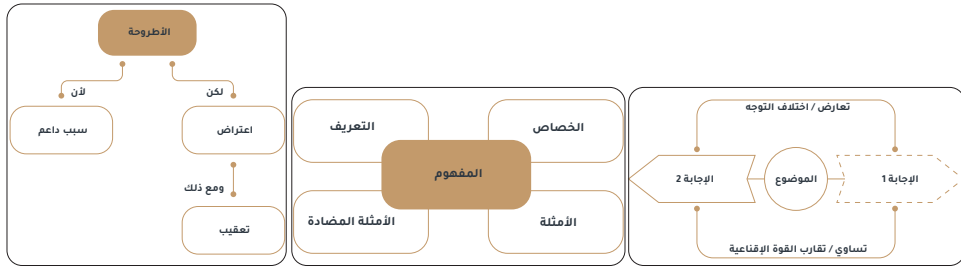 تعارض / اختلاف التوجه
الإجابة 1
الموضوع
الإجابة 2
تساوي / تقارب القوة الإقناعية
الخصاص
التعريف
المفهوم
الأمثلة
الأمثلة المضادة
الأطروحة
لكن
لأن
اعتراض
سبب داعم
ومع ذلك
تعقيب